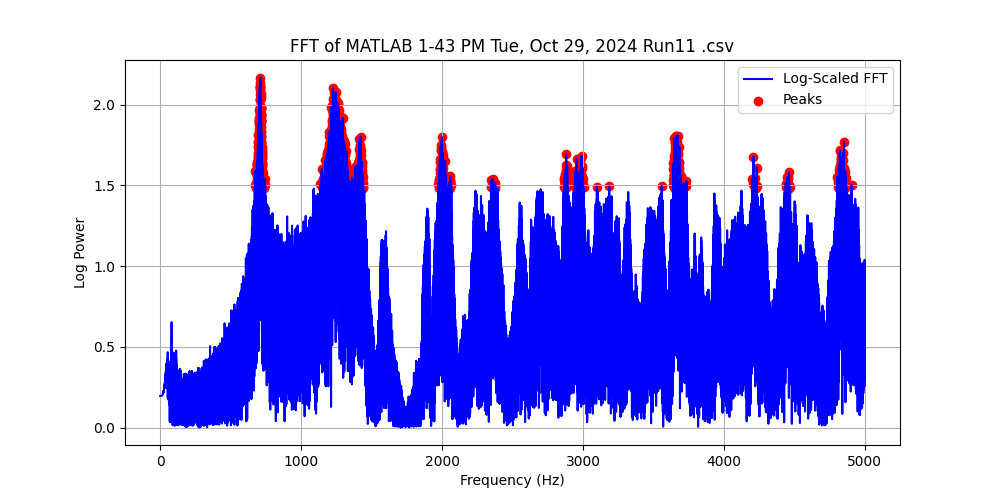 FFT of MATLAB 1-43 PM Tue, Oct 29, 2024 Run11 .csv
Log-Scaled FFT
Peaks
Log Power
2.0
1.5
1.0
0.5
0.0
0 1000 2000 3000 4000 5000
Frequency (Hz)